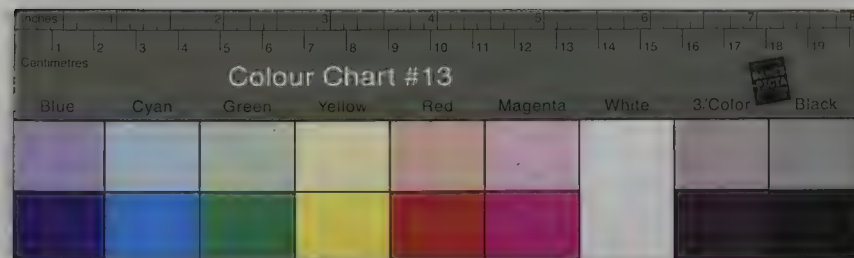 Inches 1 2 3 4 5 6 7 8
1 2 3 4 5 6 7 8 9 10 11 12 13 14 15 16 17 18 19
Centimetres
Colour Chart #13
Blue Cyan Green Yellow Red Magenta White 3/Color Black